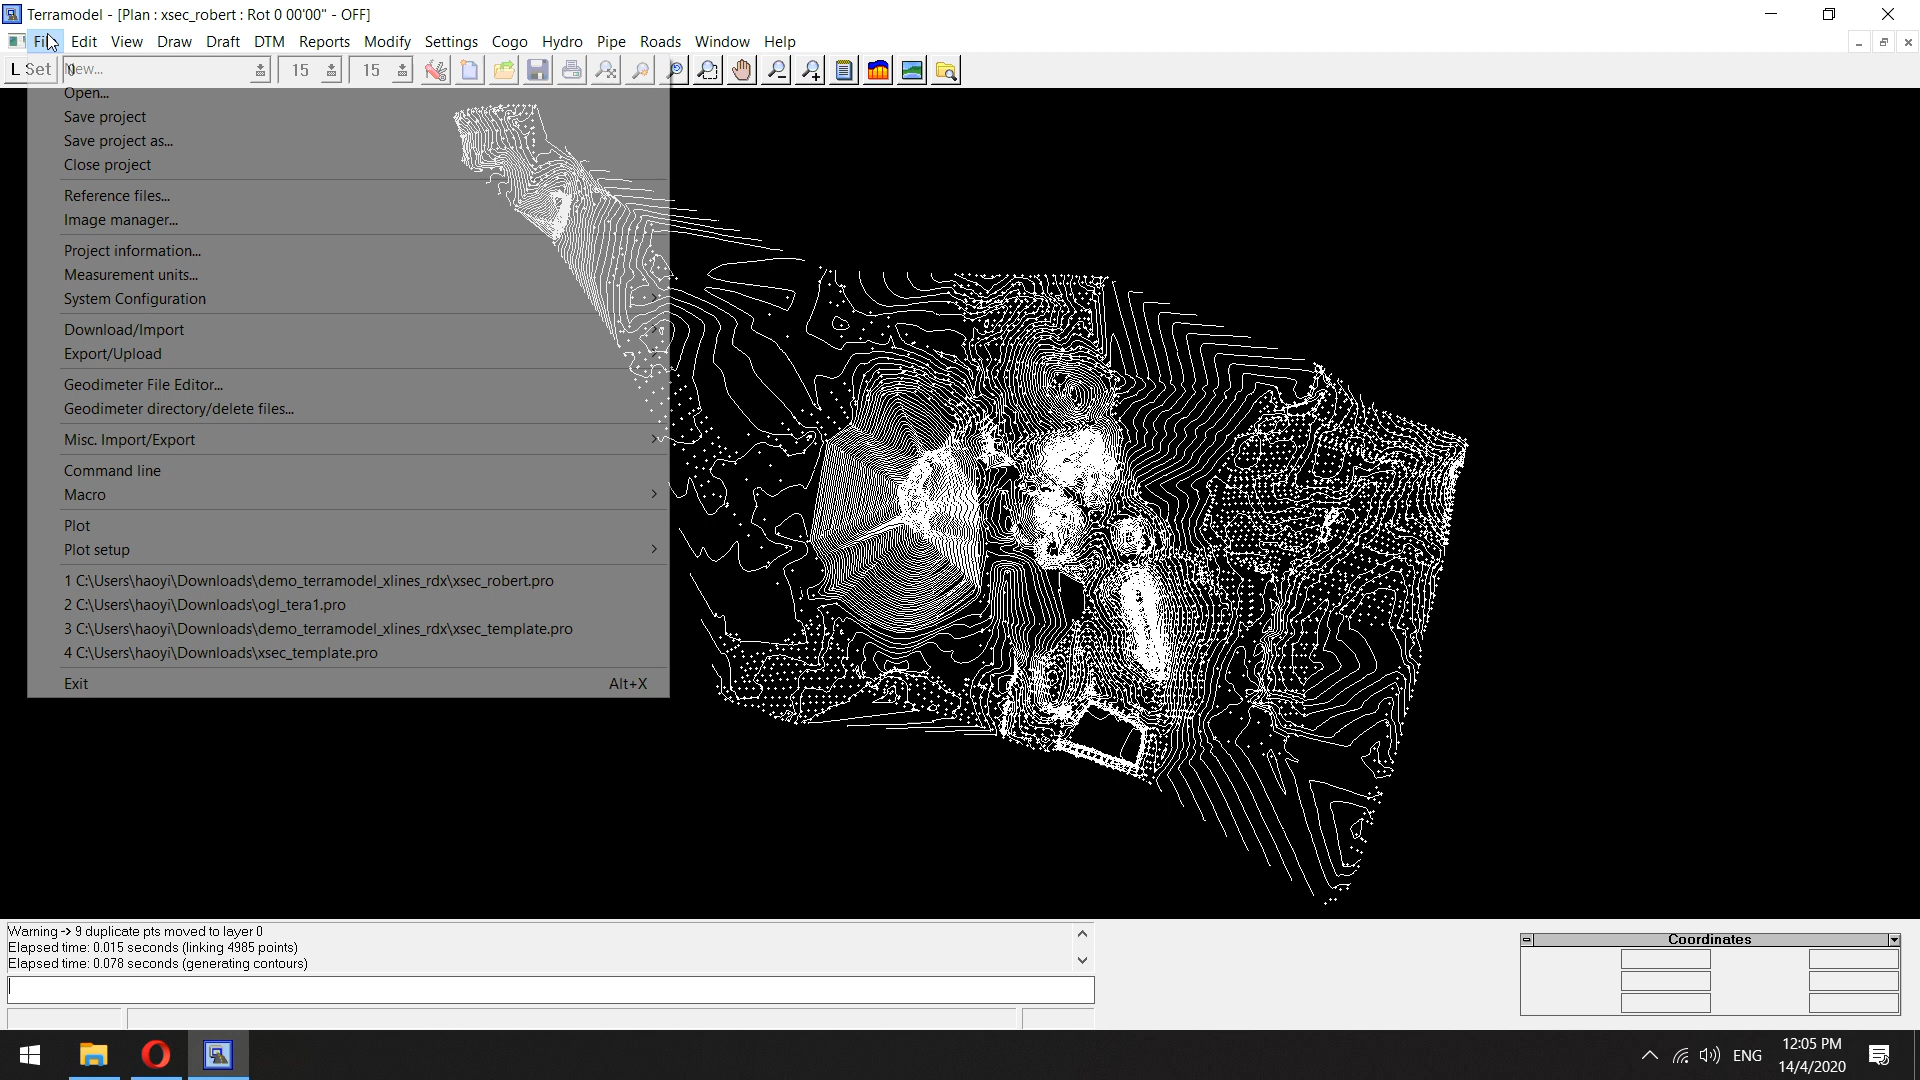 Terramodel - [Plan : xsec_robert : Rot 0 00'00" - OFF]
File Edit View Draw Draft DTM Reports Modify Settings Cogo Hydro Pipe Roads Window Help
L Set 0 15 15
New...
Open...
Save project
Save project as...
Close project
Reference files...
Image manager...
Project information...
Measurement units...
System Configuration
Download/Import
Export/Upload
Geodimeter File Editor...
Geodimeter directory/delete files...
Misc. Import/Export
Command line
Macro
Plot
Plot setup
1 C:\Users\haoyi\Downloads\demo_terramodel_xlines_rdx\xsec_robert.pro
2 C:\Users\haoyi\Downloads\ogl_tera1.pro
3 C:\Users\haoyi\Downloads\demo_terramodel_xlines_rdx\xsec_template.pro
4 C:\Users\haoyi\Downloads\xsec_template.pro
Exit Alt+X
Warning -> 9 duplicate pts moved to layer 0
Elapsed time: 0.015 seconds (linking 4985 points)
Elapsed time: 0.078 seconds (generating contours)
Coordinates
ENG
12:05 PM
14/4/2020